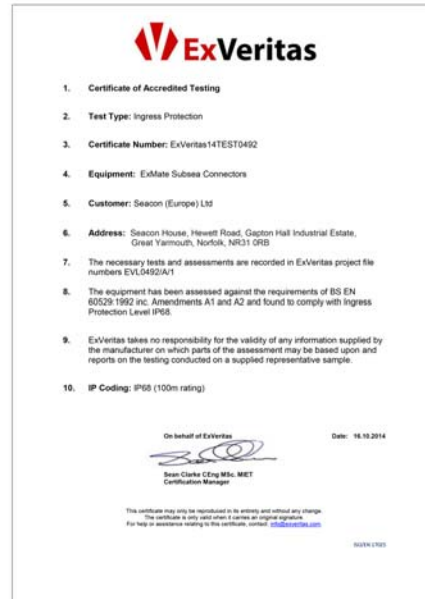 ExVeritas
1. Certificate of Accredited Testing
2. Test Type: Ingress Protection
3. Certificate Number: ExVeritas14TEST0492
4. Equipment: ExMate Subsea Connectors
5. Customer: Seacon (Europe) Ltd
6. Address: Seacon House, Hewett Road, Gapton Hall Industrial Estate,
Great Yarmouth, Norfolk, NR31 0RB
7. The necessary tests and assessments are recorded in ExVeritas project file
numbers EVL0492/A/1
8. The equipment has been assessed against the requirements of BS EN
60529:1992 inc. Amendments A1 and A2 and found to comply with Ingress
Protection Level IP68.
9. ExVeritas takes no responsibility for the validity of any information supplied by
the manufacturer on which parts of the assessment may be based upon and
reports on the testing conducted on a supplied representative sample.
10. IP Coding: IP68 (100m rating)
On behalf of ExVeritas Date: 16.10.2014
Sean Clarke CEng MSc. MIET
Certification Manager
This certificate may only be reproduced in its entirety and without any change.
The certificate is only valid when it carries an original signature.
For help or assistance relating to this certificate, contact: info@exveritas.com